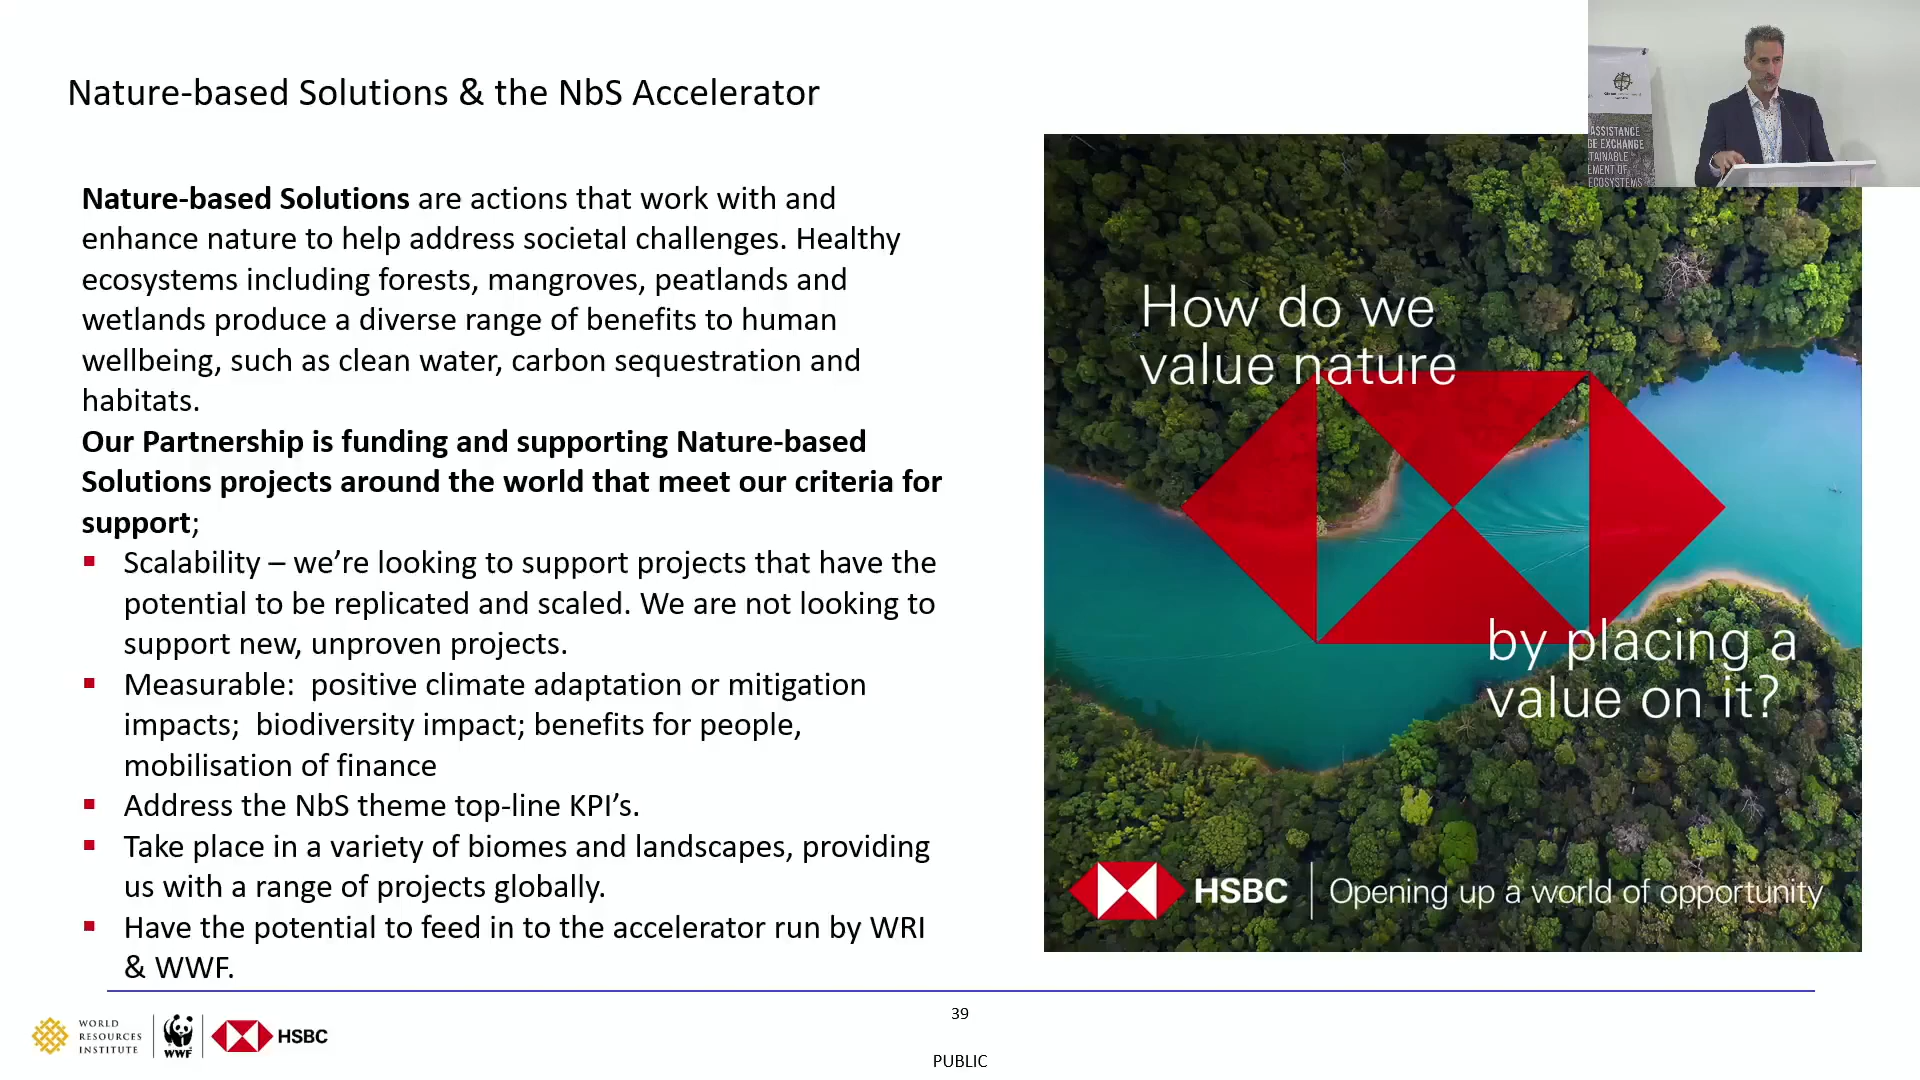 Nature-based Solutions & the NbS Accelerator
Nature-based Solutions are actions that work with and
enhance nature to help address societal challenges. Healthy
ecosystems including forests, mangroves, peatlands and
wetlands produce a diverse range of benefits to human
wellbeing, such as clean water, carbon sequestration and
habitats.
Our Partnership is funding and supporting Nature-based
Solutions projects around the world that meet our criteria for
support;
▪ Scalability – we’re looking to support projects that have the
potential to be replicated and scaled. We are not looking to
support new, unproven projects.
▪ Measurable:  positive climate adaptation or mitigation
impacts;  biodiversity impact; benefits for people,
mobilisation of finance
▪ Address the NbS theme top-line KPI’s.
▪ Take place in a variety of biomes and landscapes, providing
us with a range of projects globally.
▪ Have the potential to feed in to the accelerator run by WRI
& WWF.
How do we
value nature
by placing a
value on it?
HSBC | Opening up a world of opportunity
ASSISTANCE
GE EXCHANGE
TAINABLE
EMENT OF
ECOSYSTEMS
WORLD
RESOURCES
INSTITUTE
WWF
HSBC
39
PUBLIC